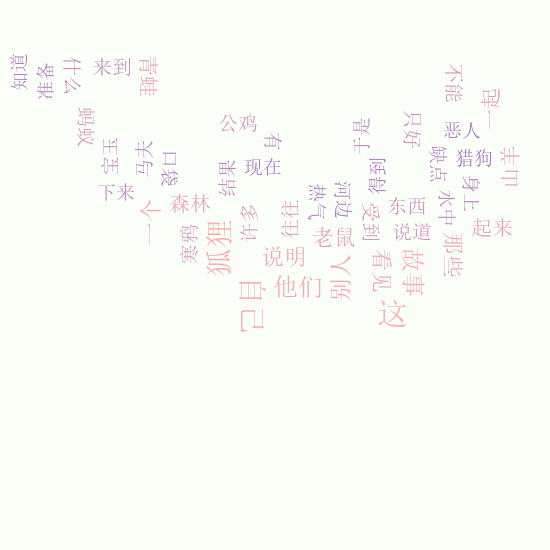 知道
准备
什么
来到
青蛙
不能
一起
蚂蚁
公鸡
有
于是
只好
恶人
宝玉
马夫
口袋
结果
现在
得到
缺点
猎狗
山羊
下来
一个
森林
热气
河边
身上
水中
东西
寒鸦
狐狸
许多
往往
老鼠
受到
说道
那些
起来
说明
自己
他们
别人
看见
故事
这